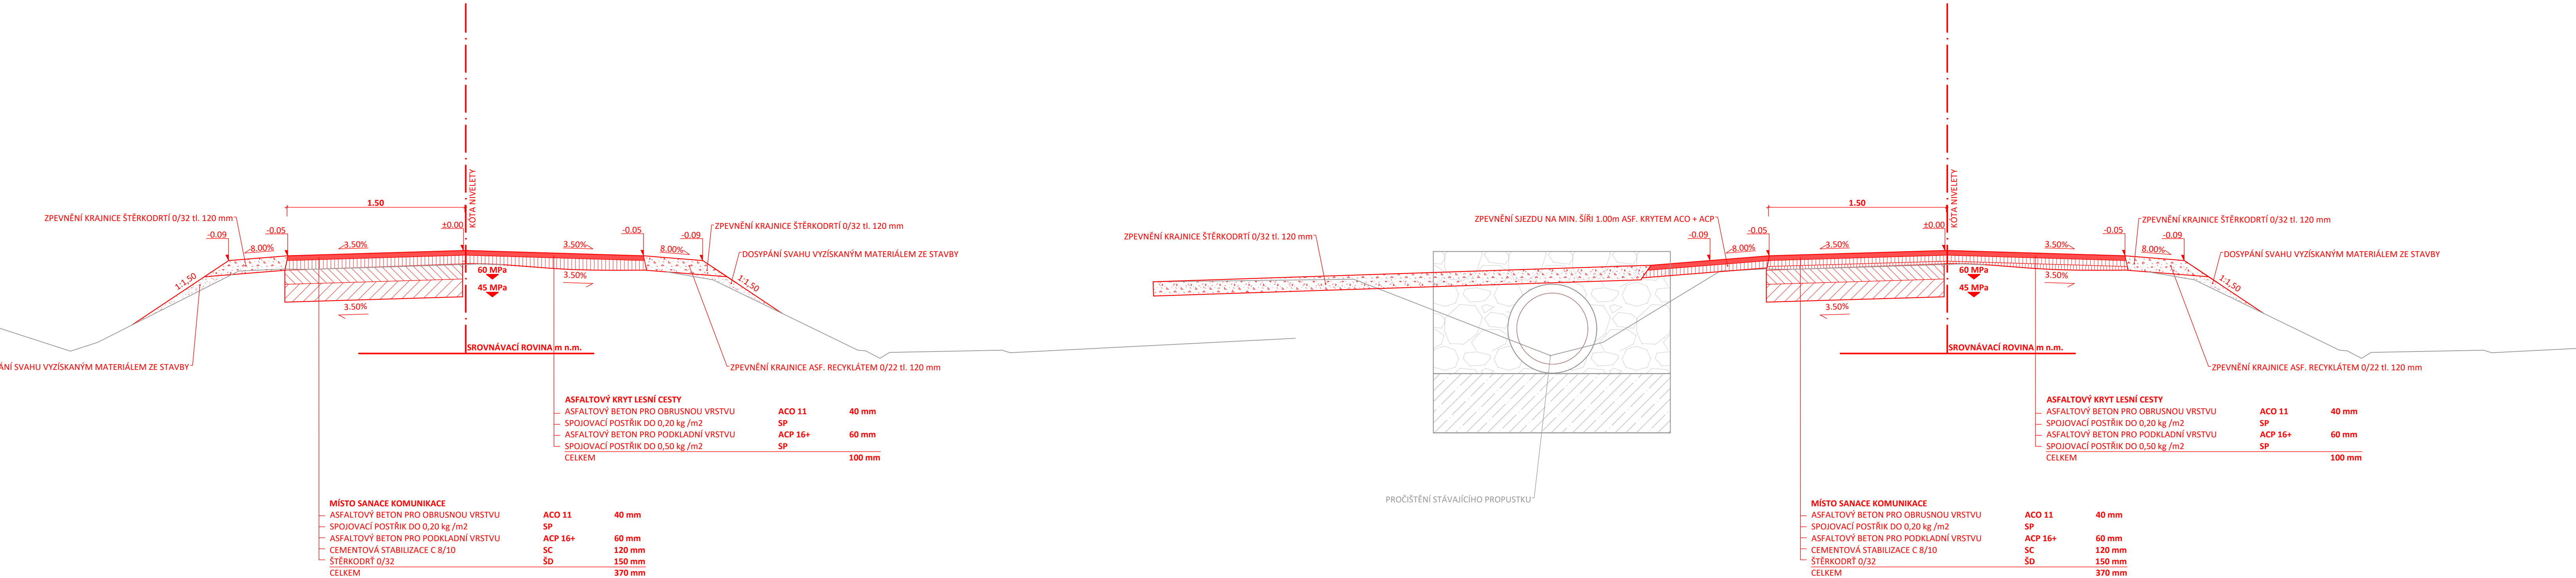 KÓTA NIVELETY
1.50
ZPEVNĚNÍ KRAJNICE ŠTĚRKODRTÍ 0/32 tl. 120 mm
-0.09
-0.05
±0.00
-0.05
-0.09
ZPEVNĚNÍ KRAJNICE ŠTĚRKODRTÍ 0/32 tl. 120 mm
8.00%
3.50%
3.50%
8.00%
DOSYPÁNÍ SVAHU VYZÍSKANÝM MATERIÁLEM ZE STAVBY
1:1,50
60 MPa
3.50%
1:1,50
45 MPa
3.50%
SROVNÁVACÍ ROVINA m n.m.
ÁNÍ SVAHU VYZÍSKANÝM MATERIÁLEM ZE STAVBY
ZPEVNĚNÍ KRAJNICE ASF. RECYKLÁTEM 0/22 tl. 120 mm
ASFALTOVÝ KRYT LESNÍ CESTY
ASFALTOVÝ BETON PRO OBRUSNOU VRSTVU ACO 11 40 mm
SPOJOVACÍ POSTŘIK DO 0,20 kg /m2 SP
ASFALTOVÝ BETON PRO PODKLADNÍ VRSTVU ACP 16+ 60 mm
SPOJOVACÍ POSTŘIK DO 0,50 kg /m2 SP
CELKEM 100 mm
MÍSTO SANACE KOMUNIKACE
ASFALTOVÝ BETON PRO OBRUSNOU VRSTVU ACO 11 40 mm
SPOJOVACÍ POSTŘIK DO 0,20 kg /m2 SP
ASFALTOVÝ BETON PRO PODKLADNÍ VRSTVU ACP 16+ 60 mm
CEMENTOVÁ STABILIZACE C 8/10 SC 120 mm
ŠTĚRKODRŤ 0/32 ŠD 150 mm
CELKEM 370 mm
KÓTA NIVELETY
1.50
ZPEVNĚNÍ SJEZDU NA MIN. ŠÍŘI 1.00m ASF. KRYTEM ACO + ACP
ZPEVNĚNÍ KRAJNICE ŠTĚRKODRTÍ 0/32 tl. 120 mm
-0.09
-0.05
±0.00
-0.05
-0.09
ZPEVNĚNÍ KRAJNICE ŠTĚRKODRTÍ 0/32 tl. 120 mm
8.00%
3.50%
3.50%
8.00%
DOSYPÁNÍ SVAHU VYZÍSKANÝM MATERIÁLEM ZE STAVBY
60 MPa
3.50%
1:1,50
45 MPa
3.50%
SROVNÁVACÍ ROVINA m n.m.
ZPEVNĚNÍ KRAJNICE ASF. RECYKLÁTEM 0/22 tl. 120 mm
ASFALTOVÝ KRYT LESNÍ CESTY
ASFALTOVÝ BETON PRO OBRUSNOU VRSTVU ACO 11 40 mm
SPOJOVACÍ POSTŘIK DO 0,20 kg /m2 SP
ASFALTOVÝ BETON PRO PODKLADNÍ VRSTVU ACP 16+ 60 mm
SPOJOVACÍ POSTŘIK DO 0,50 kg /m2 SP
CELKEM 100 mm
PROČIŠTĚNÍ STÁVAJÍCÍHO PROPUSTKU
MÍSTO SANACE KOMUNIKACE
ASFALTOVÝ BETON PRO OBRUSNOU VRSTVU ACO 11 40 mm
SPOJOVACÍ POSTŘIK DO 0,20 kg /m2 SP
ASFALTOVÝ BETON PRO PODKLADNÍ VRSTVU ACP 16+ 60 mm
CEMENTOVÁ STABILIZACE C 8/10 SC 120 mm
ŠTĚRKODRŤ 0/32 ŠD 150 mm
CELKEM 370 mm